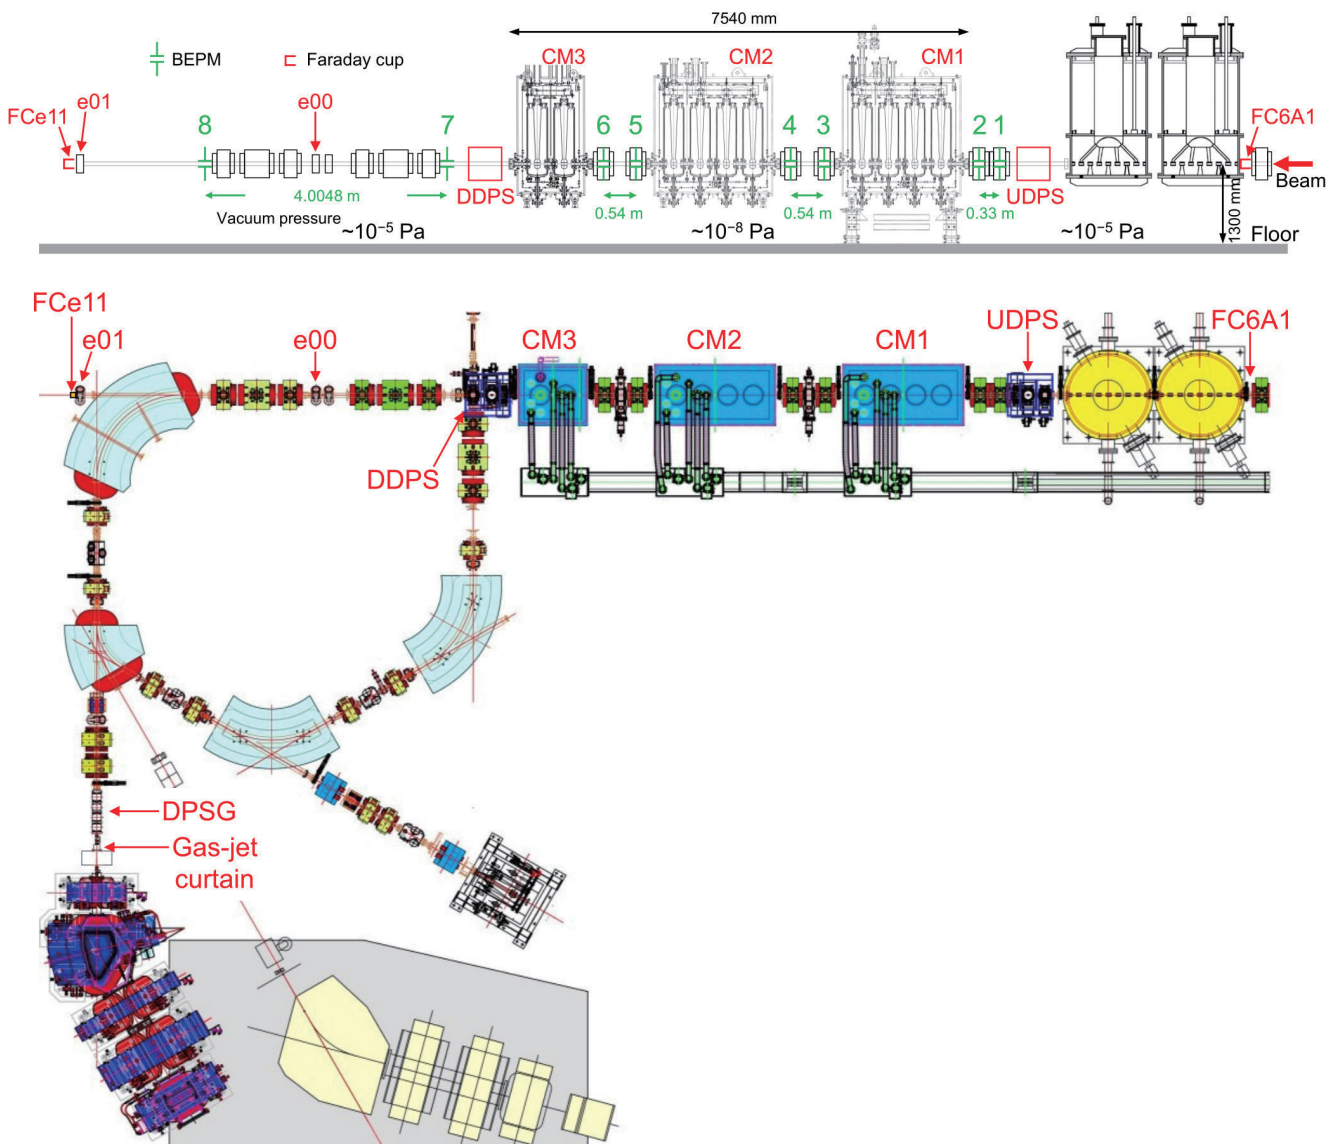 7540 mm
BEPM
Faraday cup
CM3
CM2
CM1
FCe11
e01
e00
8
7
6
5
4
3
2
1
FC6A1
DDPS
UDPS
Beam
4.0048 m
0.54 m
0.54 m
0.33 m
1300 mm
Vacuum pressure
~10⁻⁵ Pa
~10⁻⁸ Pa
~10⁻⁵ Pa
Floor
FCe11
e01
e00
CM3
CM2
CM1
UDPS
FC6A1
DDPS
DPSG
Gas-jet
curtain